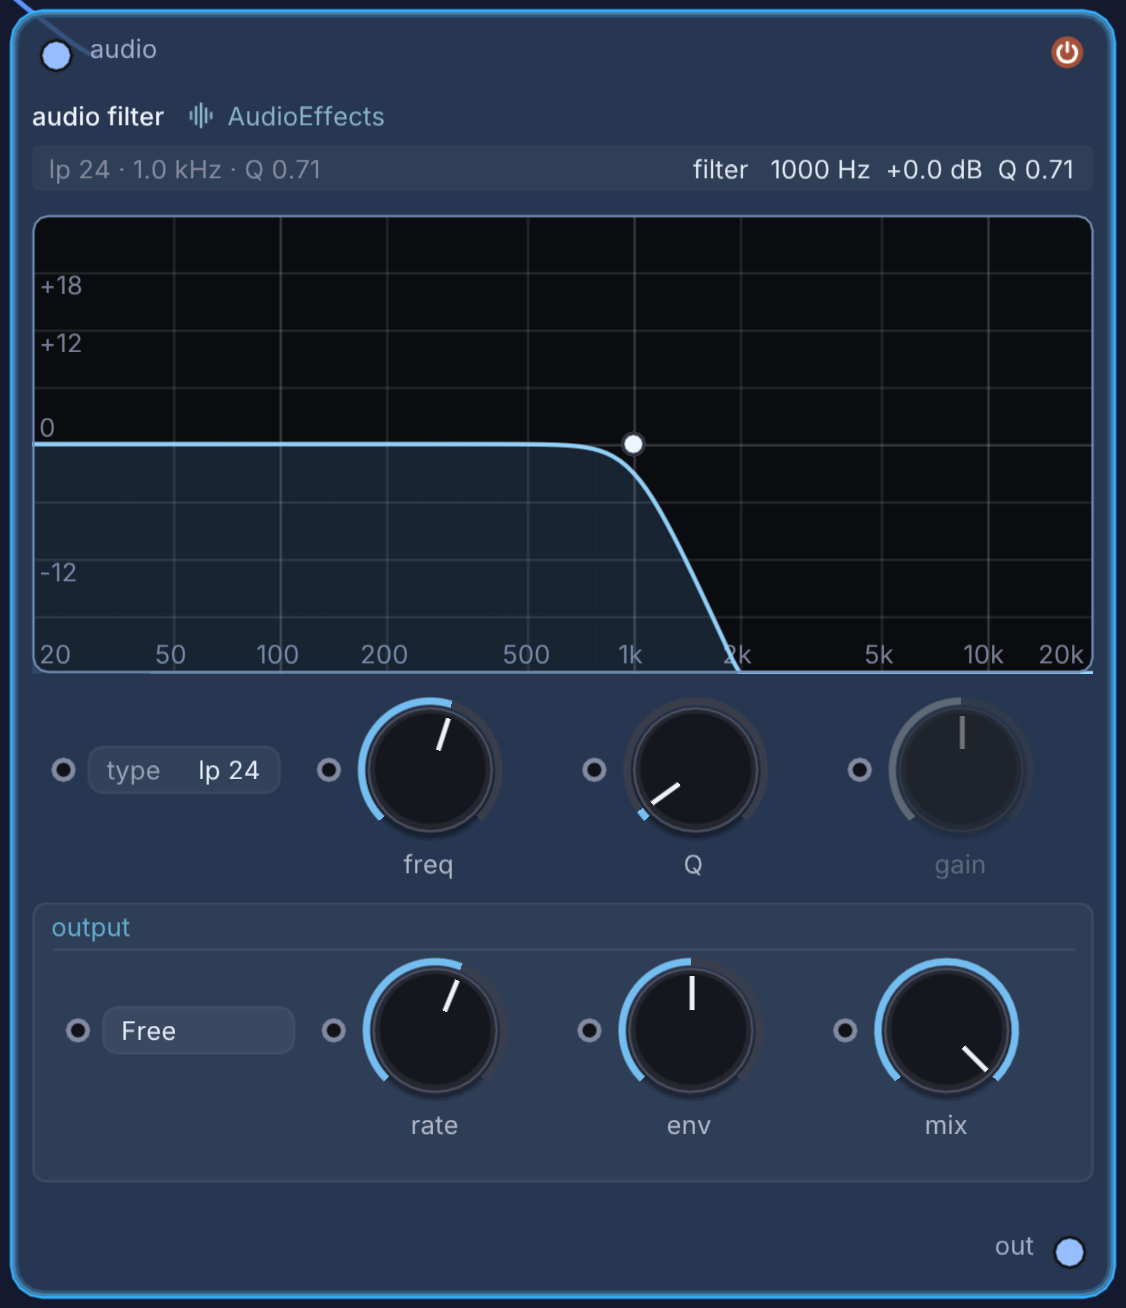 audio
audio filter AudioEffects
lp 24 · 1.0 kHz · Q 0.71 filter 1000 Hz +0.0 dB Q 0.71
+18
+12
0
-12
20 50 100 200 500 1k 2k 5k 10k 20k
type lp 24
freq Q gain
output
Free
rate env mix
out